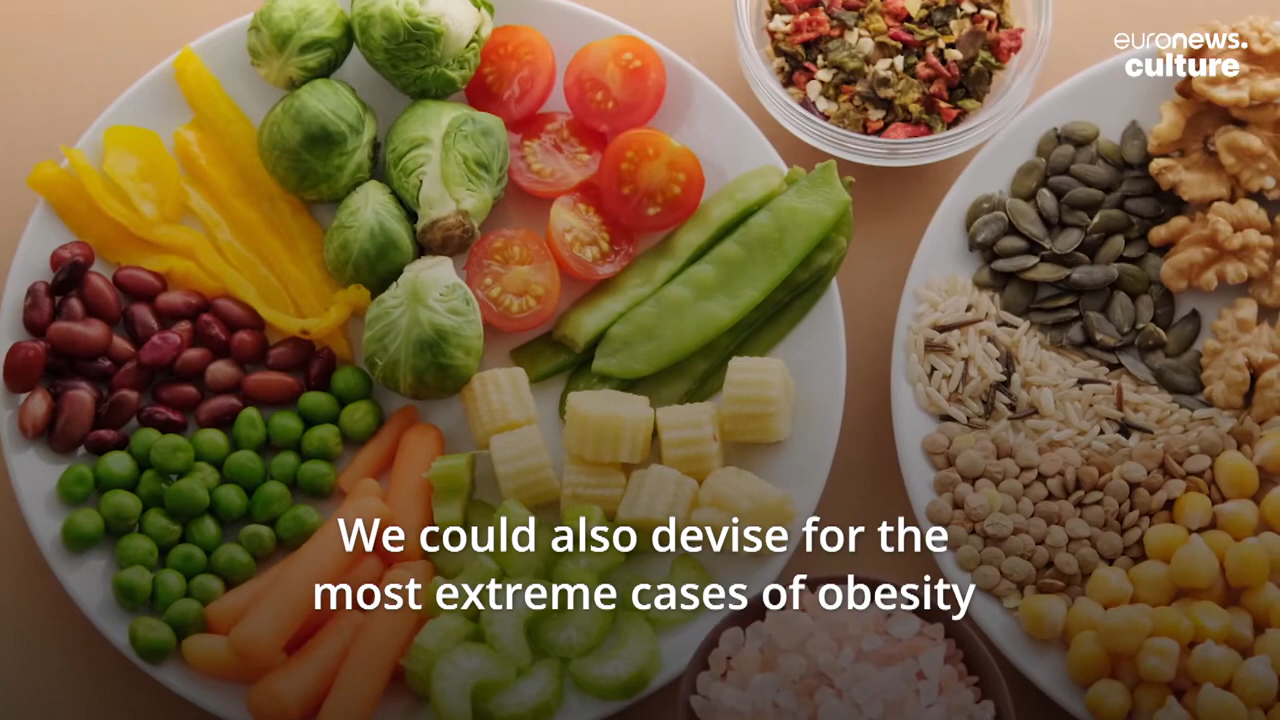 euronews.
culture
We could also devise for the
most extreme cases of obesity